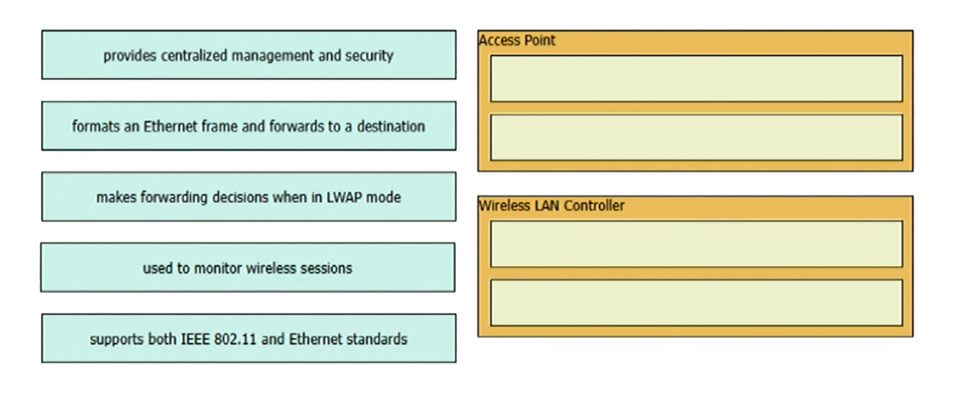 provides centralized management and security
formats an Ethernet frame and forwards to a destination
makes forwarding decisions when in LWAP mode
used to monitor wireless sessions
supports both IEEE 802.11 and Ethernet standards
Access Point
Wireless LAN Controller